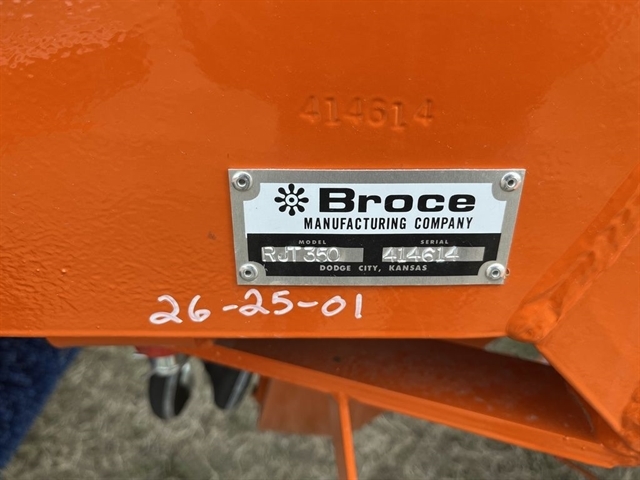 414614
Broce
MANUFACTURING COMPANY
MODEL SERIAL
RJT350 414614
DODGE CITY, KANSAS
26-25-01